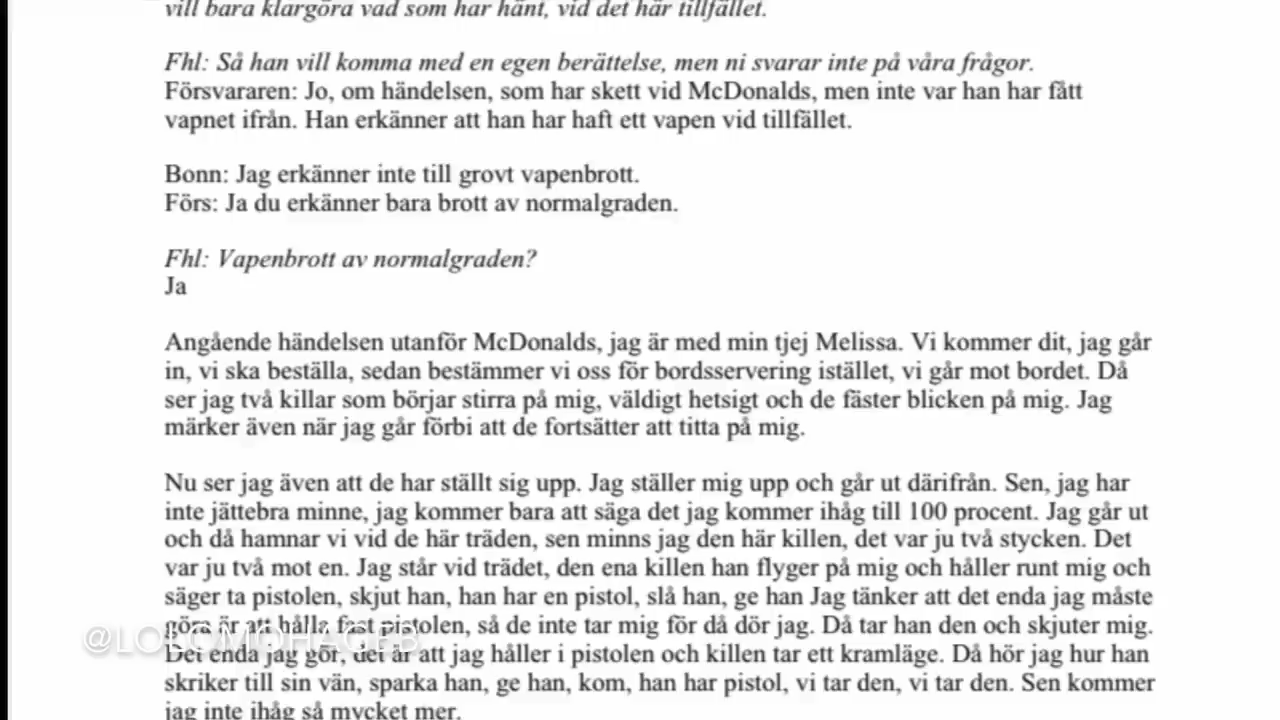 vill bara klargöra vad som har hänt, vid det här tillfället.
Fhl: Så han vill komma med en egen berättelse, men ni svarar inte på våra frågor.
Försvararen: Jo, om händelsen, som har skett vid McDonalds, men inte var han har fått
vapnet ifrån. Han erkänner att han har haft ett vapen vid tillfället.
Bonn: Jag erkänner inte till grovt vapenbrott.
Förs: Ja du erkänner bara brott av normalgraden.
Fhl: Vapenbrott av normalgraden?
Ja
Angående händelsen utanför McDonalds, jag är med min tjej Melissa. Vi kommer dit, jag går
in, vi ska beställa, sedan bestämmer vi oss för bordsservering istället, vi går mot bordet. Då
ser jag två killar som börjar stirra på mig, väldigt hetsigt och de fäster blicken på mig. Jag
märker även när jag går förbi att de fortsätter att titta på mig.
Nu ser jag även att de har ställt sig upp. Jag ställer mig upp och går ut därifrån. Sen, jag har
inte jättebra minne, jag kommer bara att säga det jag kommer ihåg till 100 procent. Jag går ut
och då hamnar vi vid de här träden, sen minns jag den här killen, det var ju två stycken. Det
var ju två mot en. Jag står vid trädet, den ena killen han flyger på mig och håller runt mig och
säger ta pistolen, skjut han, han har en pistol, slå han, ge han Jag tänker att det enda jag måste
göra är att hålla fast pistolen, så de inte tar mig för då dör jag. Då tar han den och skjuter mig.
Det enda jag gör, det är att jag håller i pistolen och killen tar ett kramläge. Då hör jag hur han
skriker till sin vän, sparka han, ge han, kom, han har pistol, vi tar den, vi tar den. Sen kommer
jag inte ihåg så mycket mer.